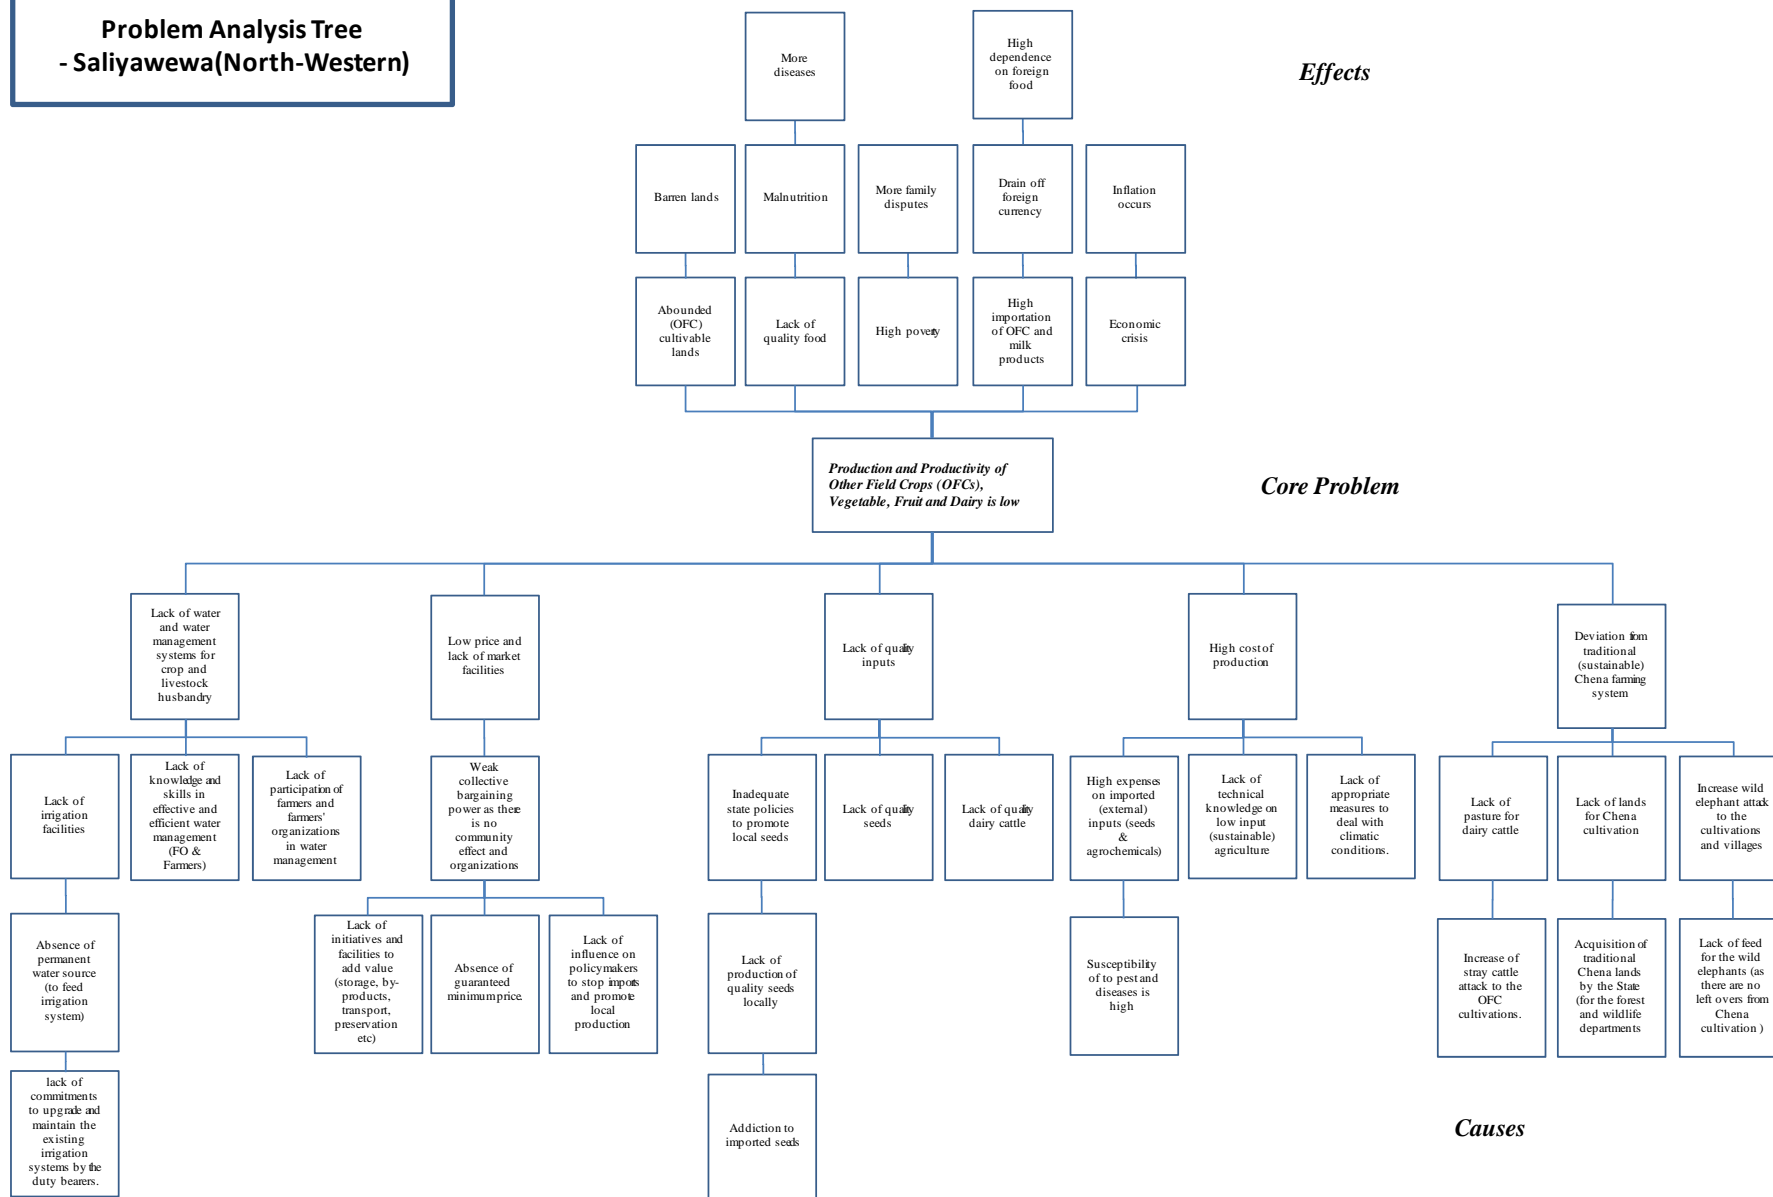 Problem Analysis Tree
- Saliyawewa(North-Western)
Effects
More
diseases
High
dependence
on foreign
food
Barren lands
Malnutrition
More family
disputes
Drain off
foreign
currency
Inflation
occurs
Abounded
(OFC)
cultivable
lands
Lack of
quality food
High poverty
High
importation
of OFC and
milk
products
Economic
crisis
Production and Productivity of
Other Field Crops (OFCs),
Vegetable, Fruit and Dairy is low
Core Problem
Lack of water
and water
management
systems for
crop and
livestock
husbandry
Low price and
lack of market
facilities
Lack of quality
inputs
High cost of
production
Deviation from
traditional
(sustainable)
Chena farming
system
Lack of
irrigation
facilities
Lack of
knowledge and
skills in
effective and
efficient water
management
(FO &
Farmers)
Lack of
participation of
farmers and
farmers'
organizations
in water
management
Weak
collective
bargaining
power as there
is no
community
effect and
organizations
Inadequate
state policies
to promote
local seeds
Lack of quality
seeds
Lack of quality
dairy cattle
High expenses
on imported
(external)
inputs (seeds
&
agrochemicals)
Lack of
technical
knowledge on
low input
(sustainable)
agriculture
Lack of
appropriate
measures to
deal with
climatic
conditions.
Lack of
pasture for
dairy cattle
Lack of lands
for Chena
cultivation
Increase wild
elephant attack
to the
cultivations
and villages
Absence of
permanent
water source
(to feed
irrigation
system)
Lack of
initiatives and
facilities to
add value
(storage, by-
products,
transport,
preservation
etc)
Absence of
guaranteed
minimum price.
Lack of
influence on
policymakers
to stop imports
and promote
local
production
Lack of
production of
quality seeds
locally
Susceptibility
of to pest and
diseases is
high
Increase of
stray cattle
attack to the
OFC
cultivations.
Acquisition of
traditional
Chena lands
by the State
(for the forest
and wildlife
departments
Lack of feed
for the wild
elephants (as
there are no
left overs from
Chena
cultivation )
lack of
commitments
to upgrade and
maintain the
existing
irrigation
systems by the
duty bearers.
Addiction to
imported seeds
Causes